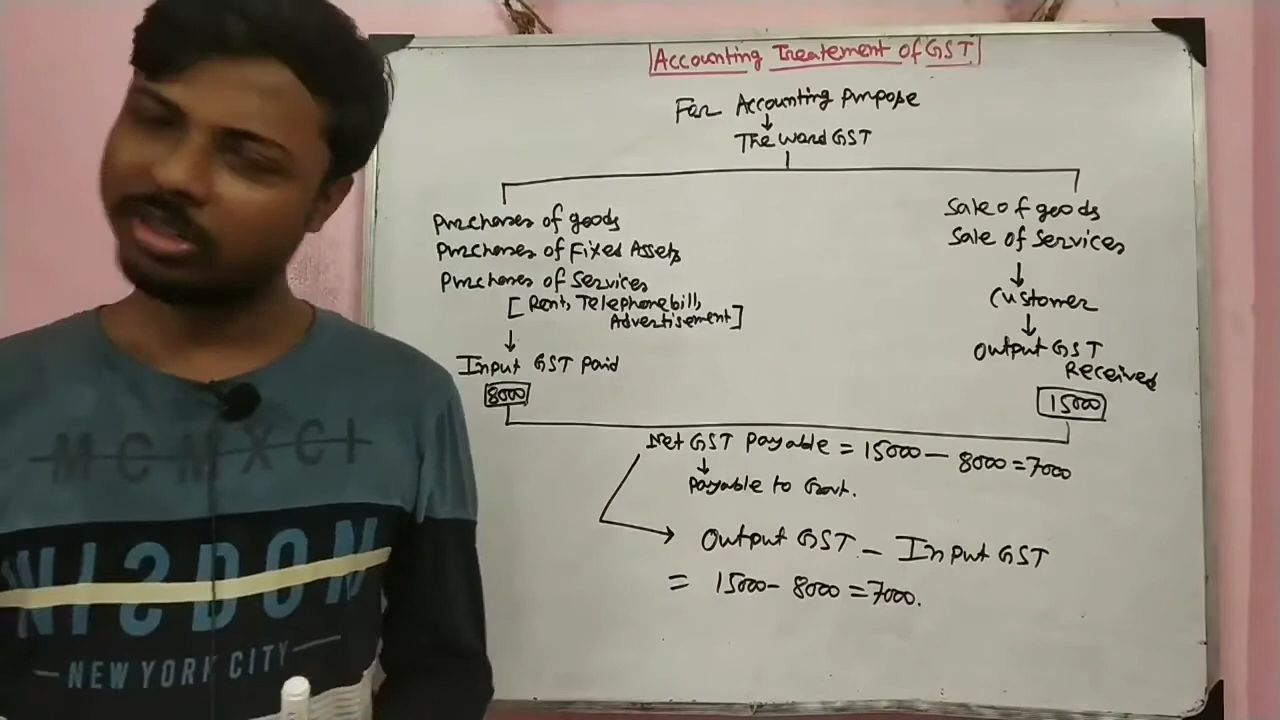 Accounting Treatement of GST
For Accounting Purpose
The word GST
Purchases of goods
Purchases of Fixed Assets
Purchases of Services
[Rent, Telephone bill,
Advertisement]
Input GST Paid
8000
Sale of goods
Sale of Services
Customer
Output GST
Received
15000
Net GST Payable = 15000 - 8000 = 7000
Payable to Govt.
Output GST - Input GST
= 15000 - 8000 = 7000.
MCMXCI
WISDOM
NEW YORK CITY